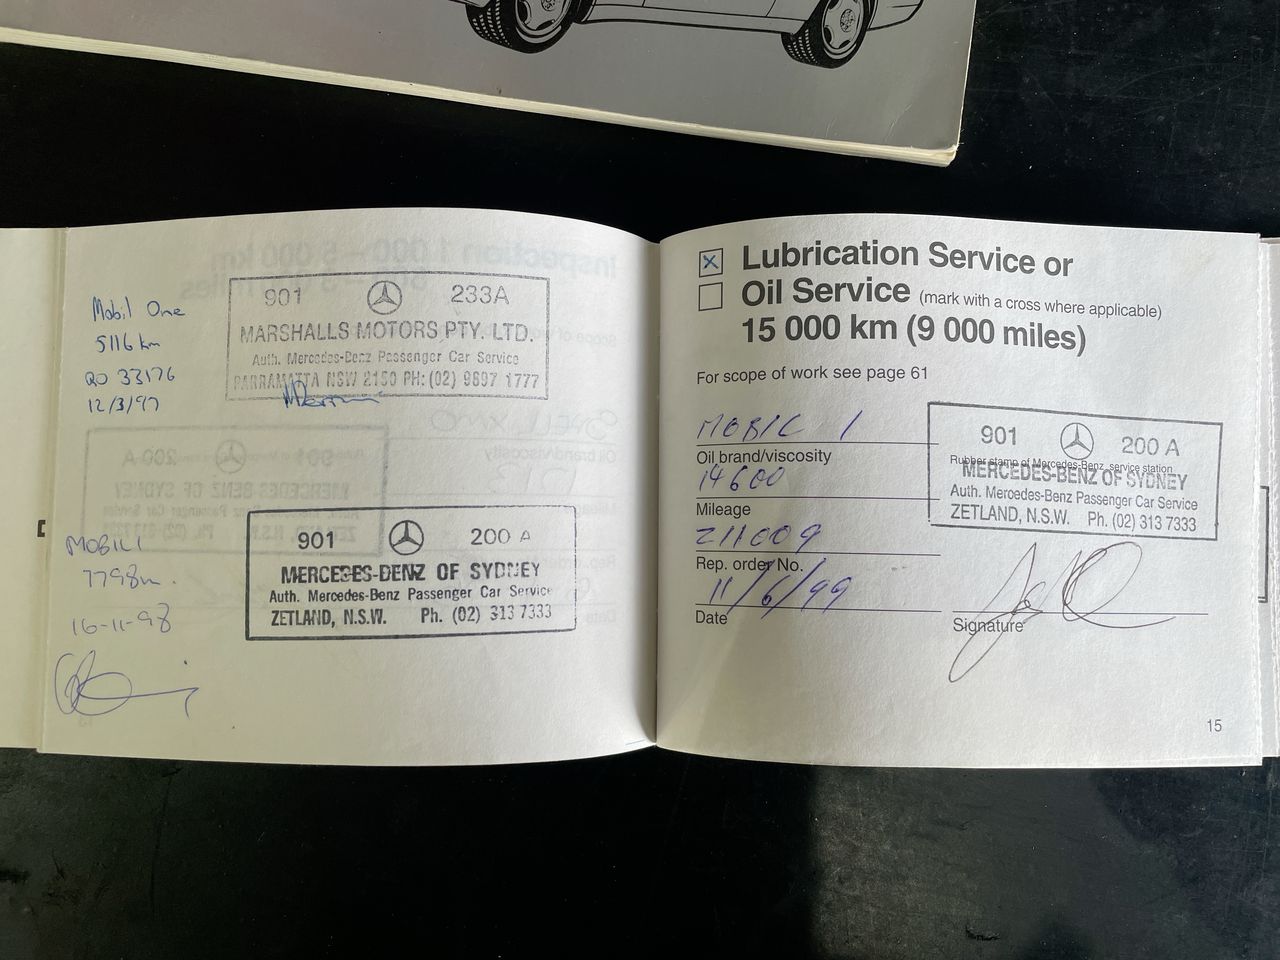 Mobil One
5116km
RO 33176
12/3/97
901 233A
MARSHALLS MOTORS PTY. LTD.
Auth. Mercedes-Benz Passenger Car Service
PARRAMATTA NSW 2150 PH: (02) 9897 1777
MOBIL 1
7798km.
16-11-98
901 200 A
MERCEDES-BENZ OF SYDNEY
Auth. Mercedes-Benz Passenger Car Service
ZETLAND, N.S.W. Ph. (02) 313 7333
Lubrication Service or
Oil Service (mark with a cross where applicable)
15 000 km (9 000 miles)
For scope of work see page 61
MOBIL 1
Oil brand/viscosity
14600
Mileage
211009
Rep. order No.
11/6/99
Date
901 200 A
Rubber stamp of Mercedes-Benz service station
MERCEDES-BENZ OF SYDNEY
Auth. Mercedes-Benz Passenger Car Service
ZETLAND, N.S.W. Ph. (02) 313 7333
Signature
15